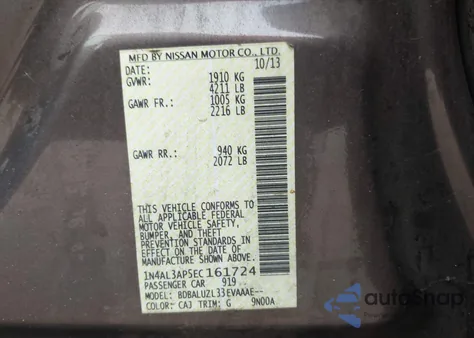 MFD BY NISSAN MOTOR CO., LTD.
DATE: 10/13
GVWR: 1910 KG
4211 LB
GAWR FR.: 1005 KG
2216 LB
GAWR RR.: 940 KG
2072 LB
THIS VEHICLE CONFORMS TO
ALL APPLICABLE FEDERAL
MOTOR VEHICLE SAFETY,
BUMPER, AND THEFT
PREVENTION STANDARDS IN
EFFECT ON THE DATE OF
MANUFACTURE SHOWN ABOVE.
1N4AL3AP5EC161724
PASSENGER CAR 919
MODEL: BDBALUZL33EVAAAE--
COLOR: CAJ TRIM: G 9N00A
autosnap